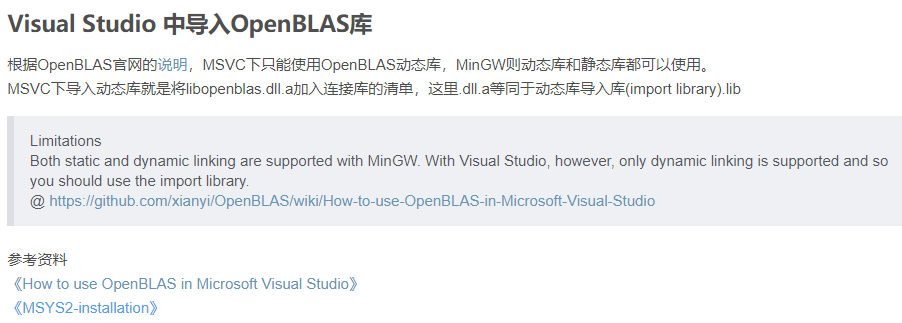 Visual Studio 中导入OpenBLAS库
根据OpenBLAS官网的说明，MSVC下只能使用OpenBLAS动态库，MinGW则动态库和静态库都可以使用。
MSVC下导入动态库就是将libopenblas.dll.a加入连接库的清单，这里.dll.a等同于动态库导入库(import library).lib
Limitations
Both static and dynamic linking are supported with MinGW. With Visual Studio, however, only dynamic linking is supported and so
you should use the import library.
@ https://github.com/xianyi/OpenBLAS/wiki/How-to-use-OpenBLAS-in-Microsoft-Visual-Studio
参考资料
《How to use OpenBLAS in Microsoft Visual Studio》
《MSYS2-installation》